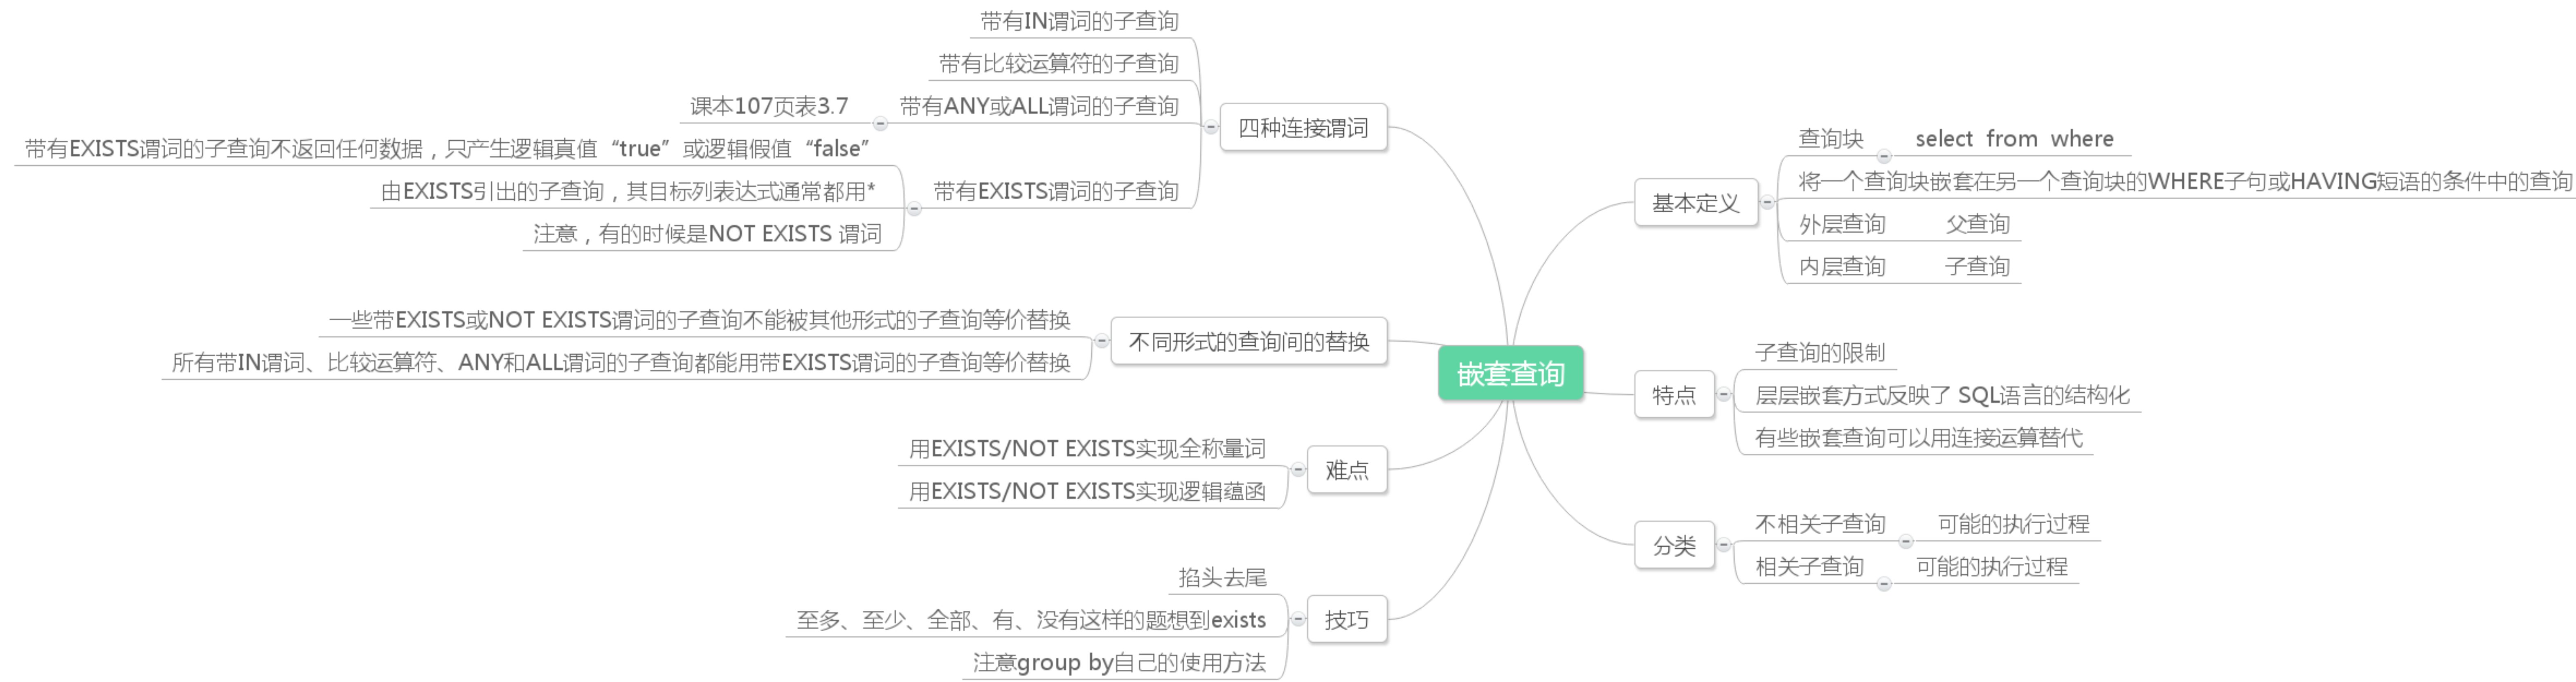 嵌套查询
四种连接谓词
带有IN谓词的子查询
带有比较运算符的子查询
带有ANY或ALL谓词的子查询
课本107页表3.7
带有EXISTS谓词的子查询
带有EXISTS谓词的子查询不返回任何数据，只产生逻辑真值“true”或逻辑假值“false”
由EXISTS引出的子查询，其目标列表达式通常都用*
注意，有的时候是NOT EXISTS 谓词
不同形式的查询间的替换
一些带EXISTS或NOT EXISTS谓词的子查询不能被其他形式的子查询等价替换
所有带IN谓词、比较运算符、ANY和ALL谓词的子查询都能用带EXISTS谓词的子查询等价替换
难点
用EXISTS/NOT EXISTS实现全称量词
用EXISTS/NOT EXISTS实现逻辑蕴函
技巧
掐头去尾
至多、至少、全部、有、没有这样的题想到exists
注意group by自己的使用方法
基本定义
查询块
select from where
将一个查询块嵌套在另一个查询块的WHERE子句或HAVING短语的条件中的查询
外层查询 父查询
内层查询 子查询
特点
子查询的限制
层层嵌套方式反映了 SQL语言的结构化
有些嵌套查询可以用连接运算替代
分类
不相关子查询
可能的执行过程
相关子查询
可能的执行过程